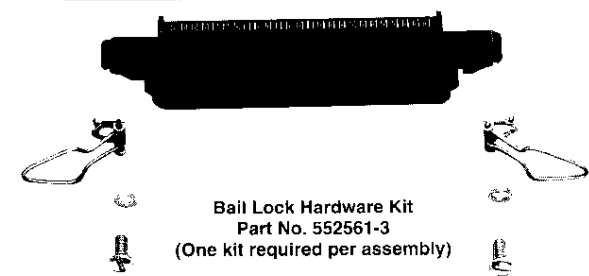 Bail Lock Hardware Kit
Part No. 552561-3
(One kit required per assembly)